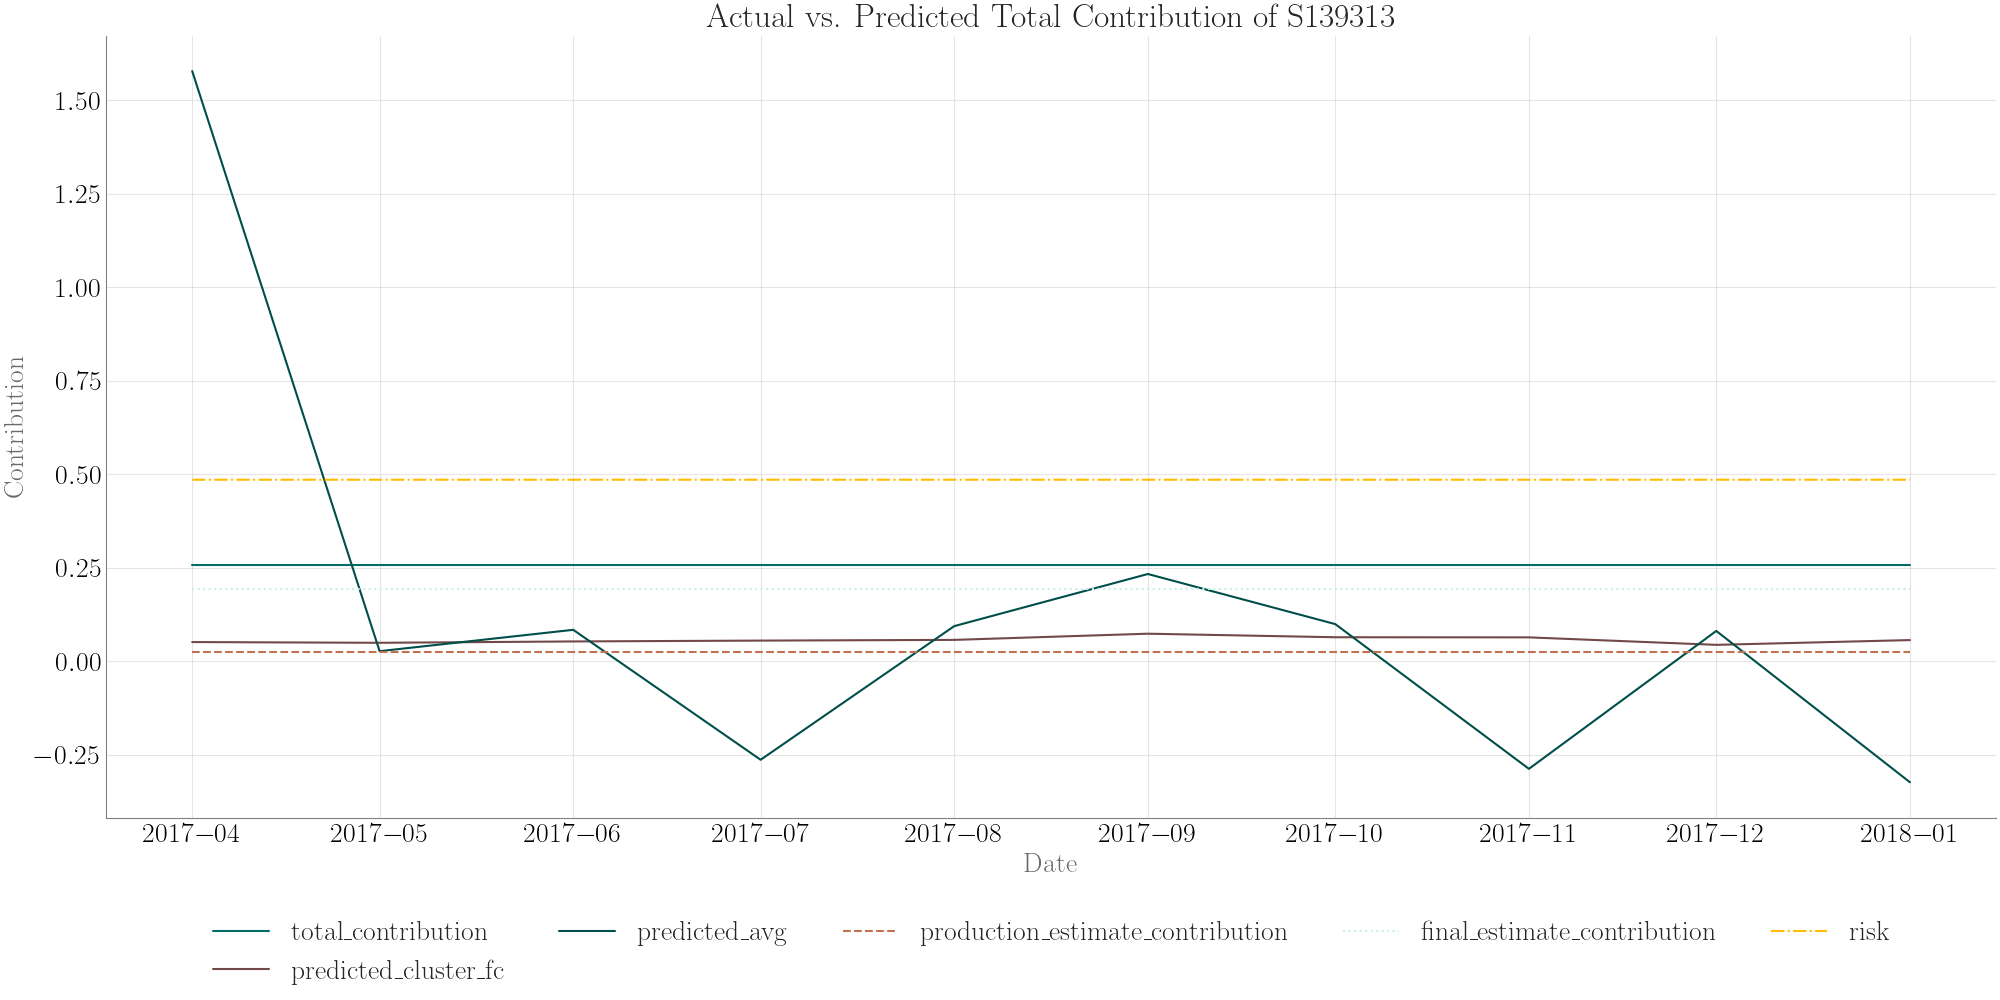 Actual vs. Predicted Total Contribution of S139313
1.50
1.25
1.00
0.75
0.50
0.25
0.00
−0.25
Contribution
2017−04 2017−05 2017−06 2017−07 2017−08 2017−09 2017−10 2017−11 2017−12 2018−01
Date
total_contribution predicted_avg production_estimate_contribution final_estimate_contribution risk
predicted_cluster_fc